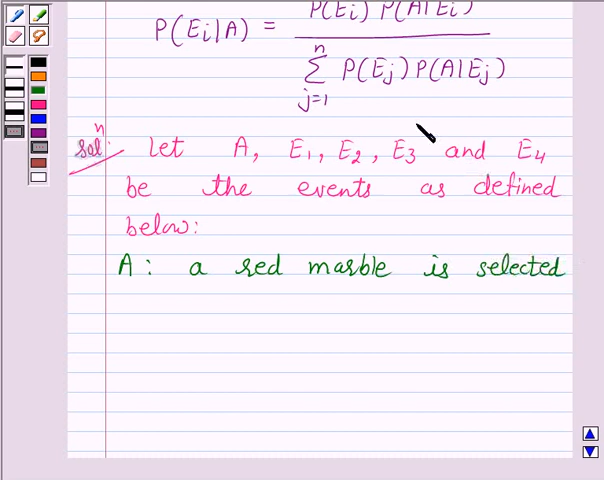 P(Ei) P(A|Ei)
P(Ei|A) =
n
∑ P(Ej) P(A|Ej)
j=1
solⁿ: Let A, E1, E2, E3 and E4
be the events as defined
below:
A: a red marble is selected